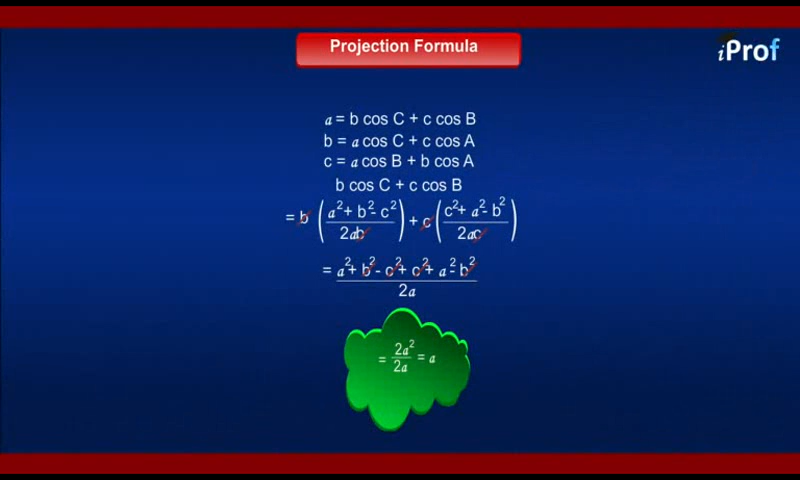 Projection Formula
iProf
a = b cos C + c cos B
b = a cos C + c cos A
c = a cos B + b cos A
b cos C + c cos B
= b ( a² + b² - c² / 2ab ) + c ( c² + a² - b² / 2ac )
= a² + b² - c² + c² + a² - b² / 2a
= 2a² / 2a = a